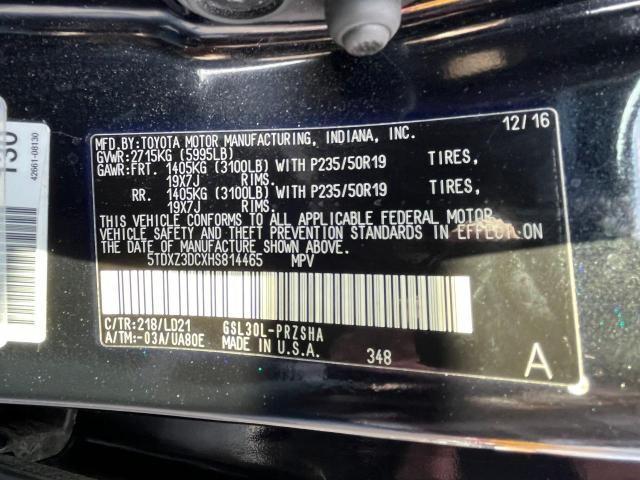 12/16
MFD.BY:TOYOTA MOTOR MANUFACTURING, INDIANA, INC.
GVWR:2715KG (5995LB)
GAWR:FRT. 1405KG (3100LB) WITH P235/50R19 TIRES,
19X7J RIMS.
RR. 1405KG (3100LB) WITH P235/50R19 TIRES,
19X7J RIMS.
THIS VEHICLE CONFORMS TO ALL APPLICABLE FEDERAL MOTOR
VEHICLE SAFETY AND THEFT PREVENTION STANDARDS IN EFFECT ON
THE DATE OF MANUFACTURE SHOWN ABOVE.
5TDXZ3DCXHS814465 MPV
C/TR:218/LD21 GSL30L-PRZSHA
A/TM:-03A/UA80E MADE IN U.S.A. 348 A
42661-08130
130